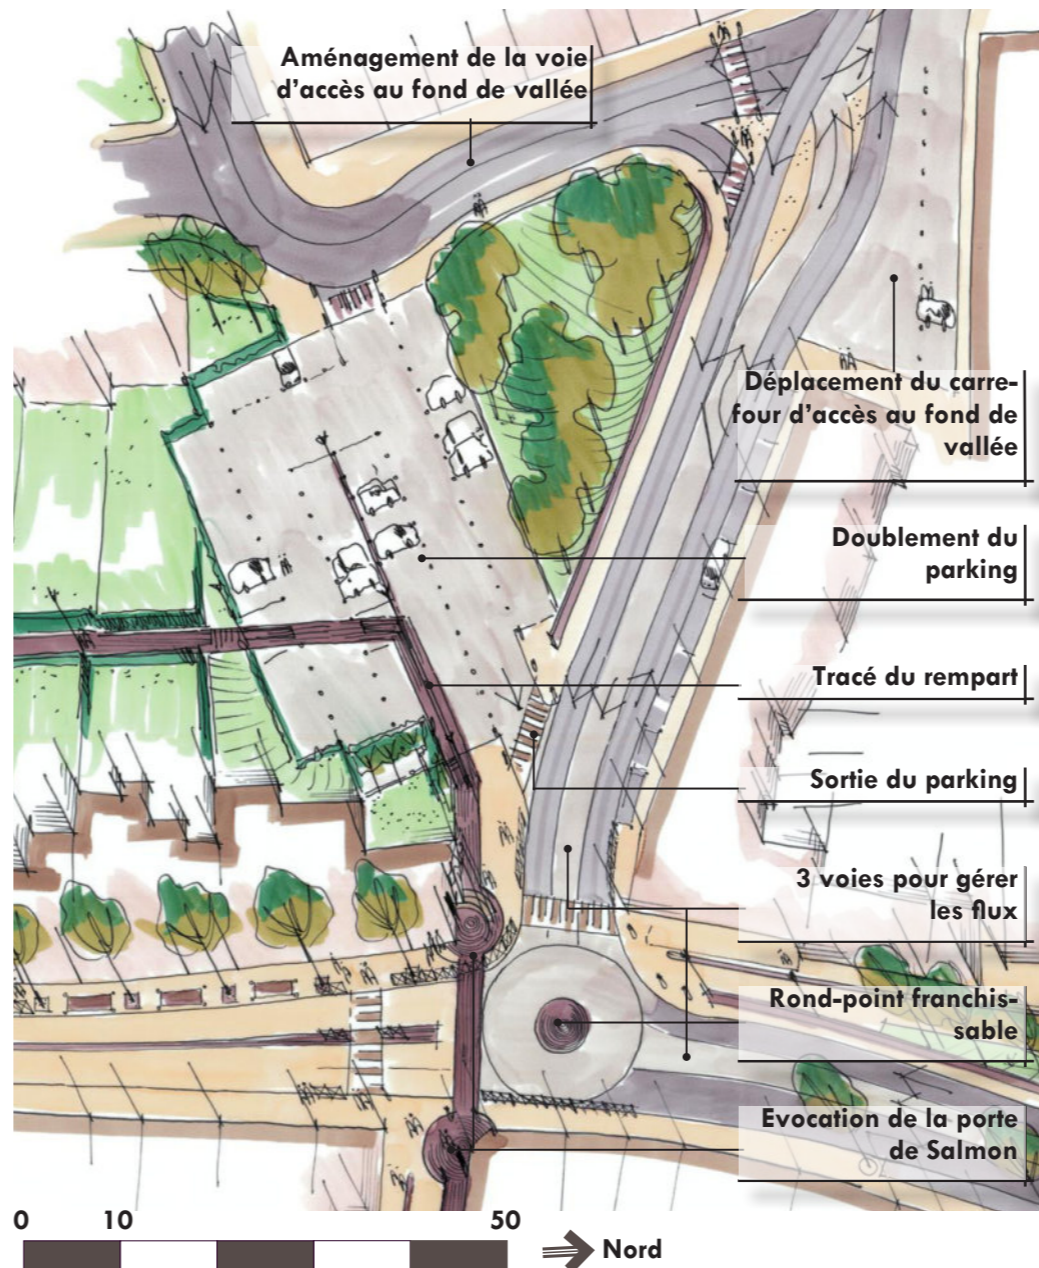 Aménagement de la voie
d’accès au fond de vallée
Déplacement du carre-
four d’accès au fond de
vallée
Doublement du
parking
Tracé du rempart
Sortie du parking
3 voies pour gérer
les flux
Rond-point franchis-
sable
Evocation de la porte
de Salmon
0 10 50
Nord